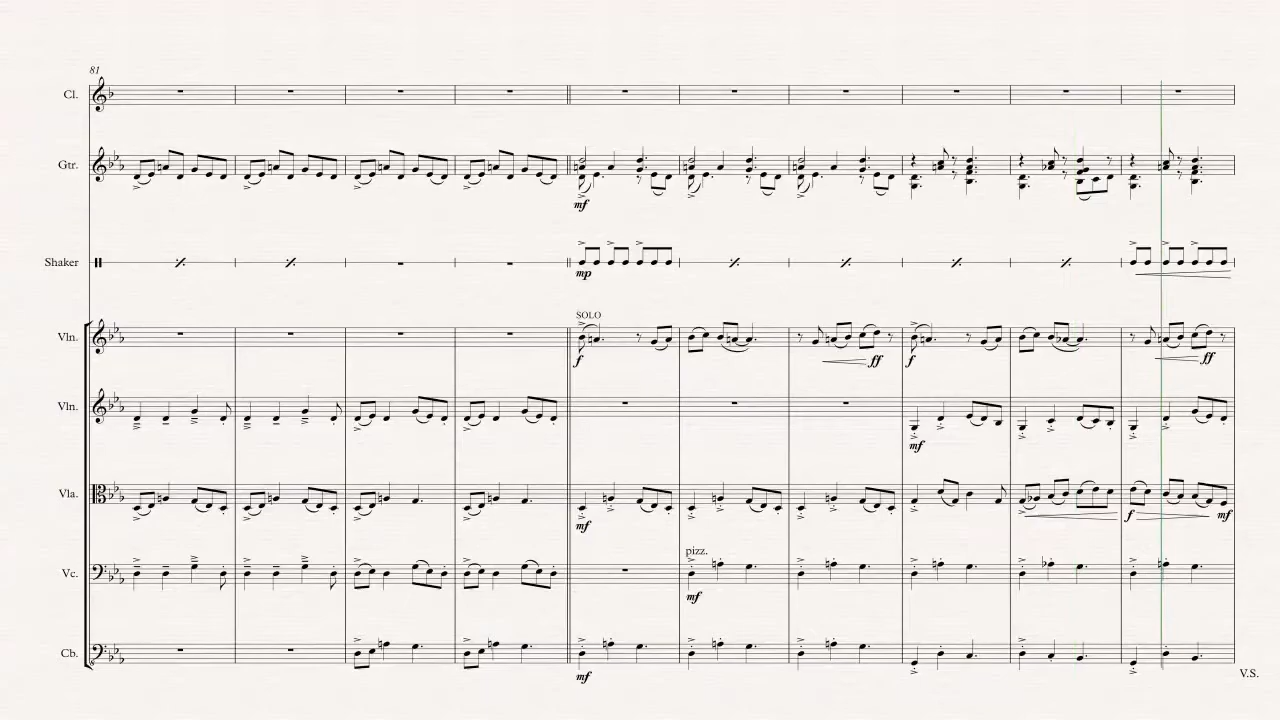 81
Cl.
Gtr.
mf
Shaker
mp
SOLO
Vln.
f ff f ff
Vln.
mf
Vla.
mf f mf
pizz.
Vc.
mf
Cb.
mf
V.S.